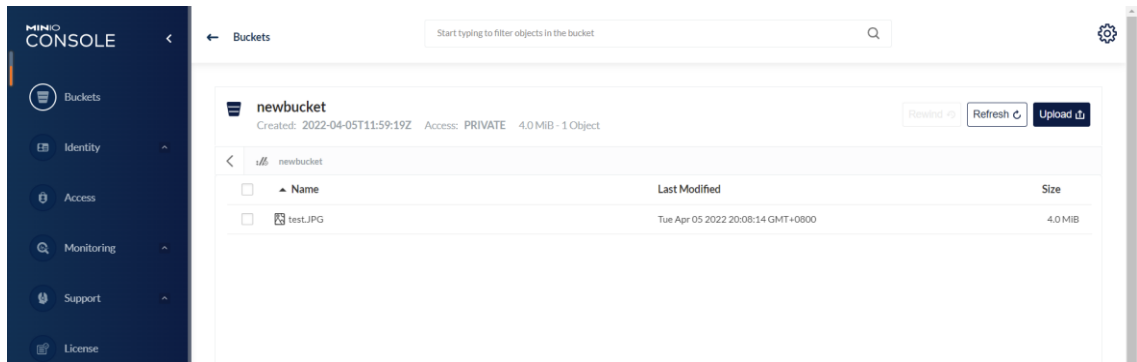 MINIO
CONSOLE
Buckets
Identity
Access
Monitoring
Support
License
Buckets
Start typing to filter objects in the bucket
newbucket
Created: 2022-04-05T11:59:19Z Access: PRIVATE 4.0 MiB - 1 Object
Rewind
Refresh
Upload
newbucket
Name Last Modified Size
test.JPG Tue Apr 05 2022 20:08:14 GMT+0800 4.0 MiB